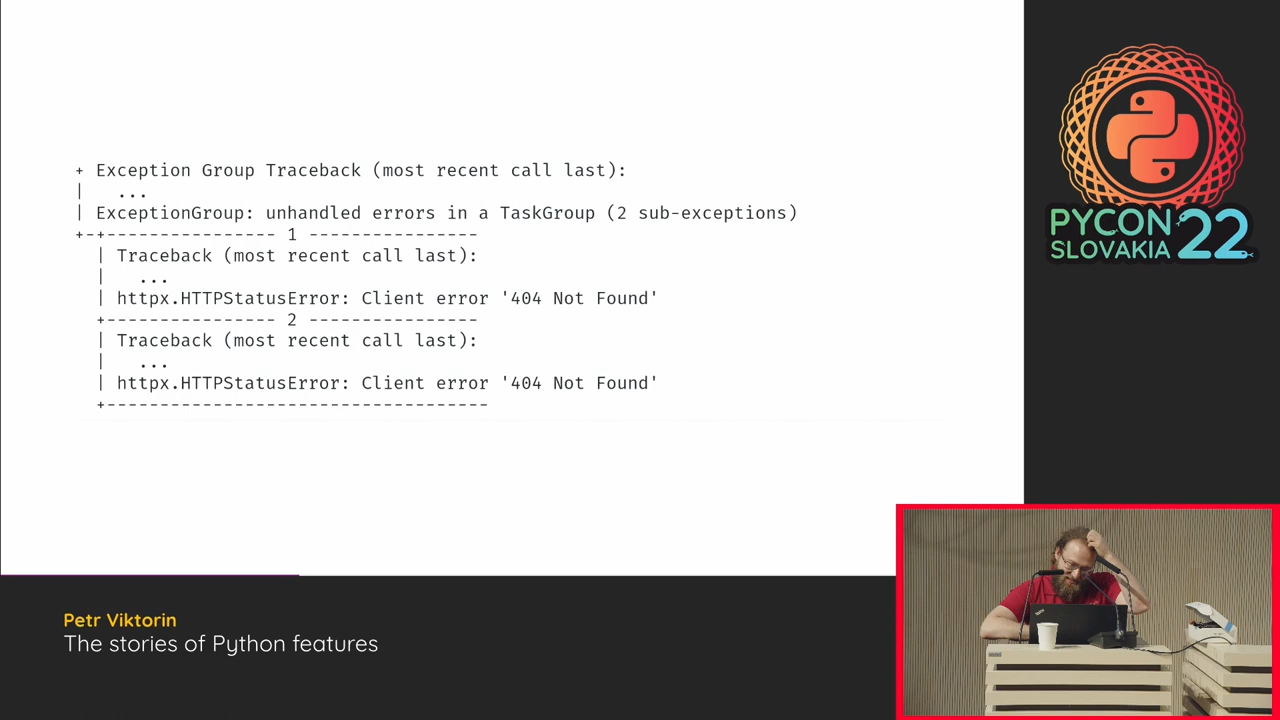 + Exception Group Traceback (most recent call last):
|   ...
| ExceptionGroup: unhandled errors in a TaskGroup (2 sub-exceptions)
+-+---------------- 1 ----------------
  | Traceback (most recent call last):
  |   ...
  | httpx.HTTPStatusError: Client error '404 Not Found'
  +---------------- 2 ----------------
  | Traceback (most recent call last):
  |   ...
  | httpx.HTTPStatusError: Client error '404 Not Found'
  +------------------------------------
PYCON
SLOVAKIA 22
Petr Viktorin
The stories of Python features